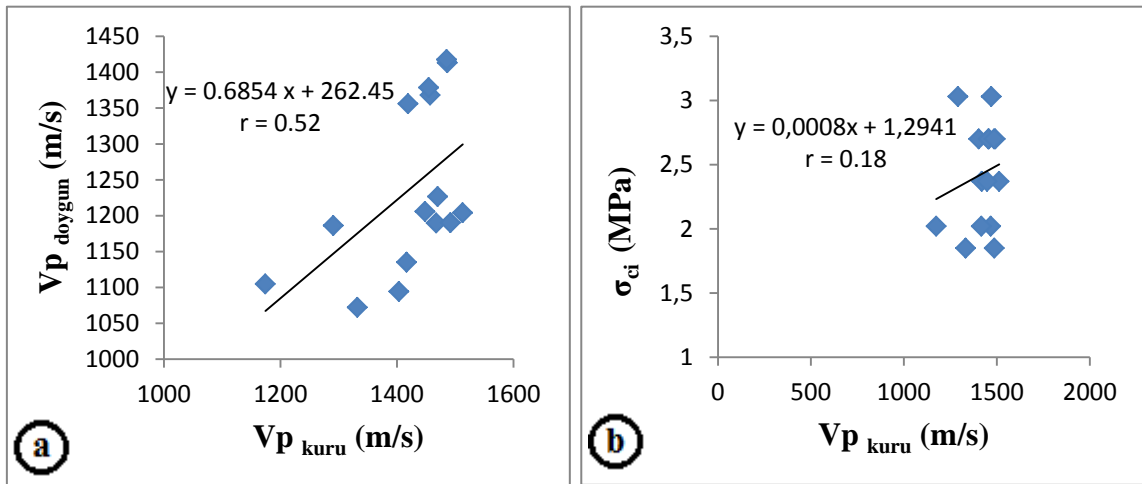 1450
1400
1350
1300
1250
1200
1150
1100
1050
1000
1000
1200
1400
1600
Vp doygun (m/s)
y = 0.6854 x + 262.45
r = 0.52
Vp kuru (m/s)
a
3,5
3
2,5
2
1,5
1
0
500
1000
1500
2000
σci (MPa)
y = 0,0008x + 1,2941
r = 0.18
Vp kuru (m/s)
b